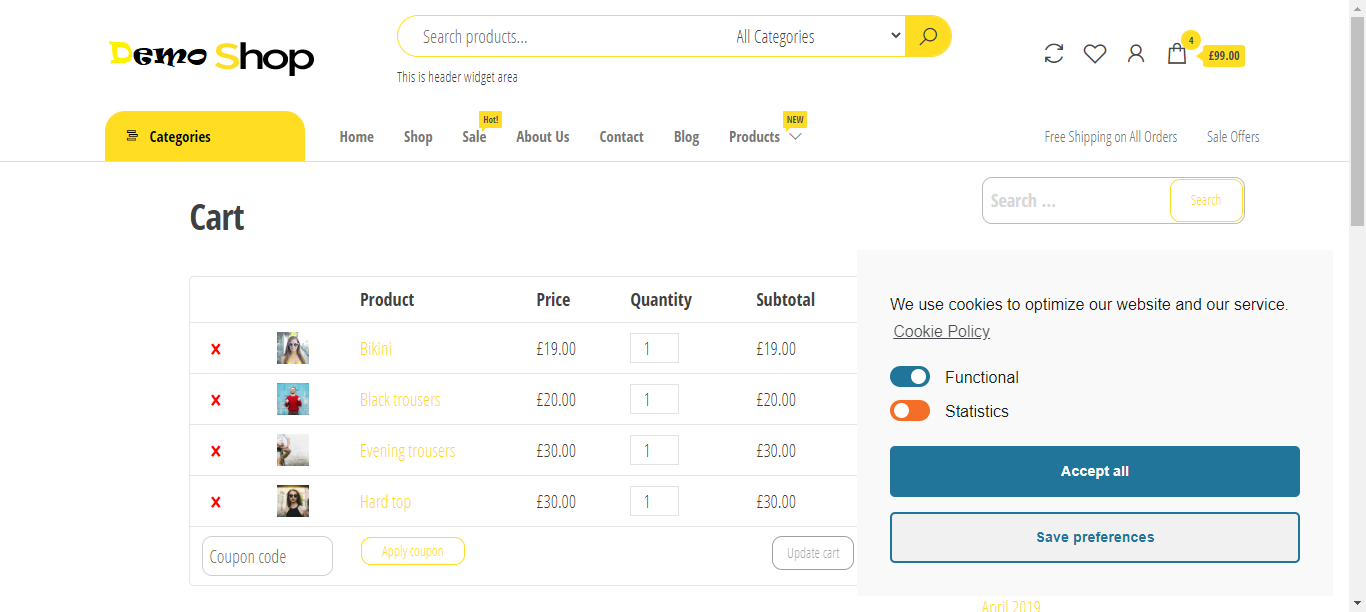 Demo Shop
Search products...
All Categories
This is header widget area
4
£99.00
Categories
Home
Shop
Sale
Hot!
About Us
Contact
Blog
Products
NEW
Free Shipping on All Orders
Sale Offers
Cart
Search ...
Search
Product Price Quantity Subtotal
Bikini £19.00 1 £19.00
Black trousers £20.00 1 £20.00
Evening trousers £30.00 1 £30.00
Hard top £30.00 1 £30.00
Coupon code
Apply coupon
Update cart
We use cookies to optimize our website and our service.
Cookie Policy
Functional
Statistics
Accept all
Save preferences
April 2019